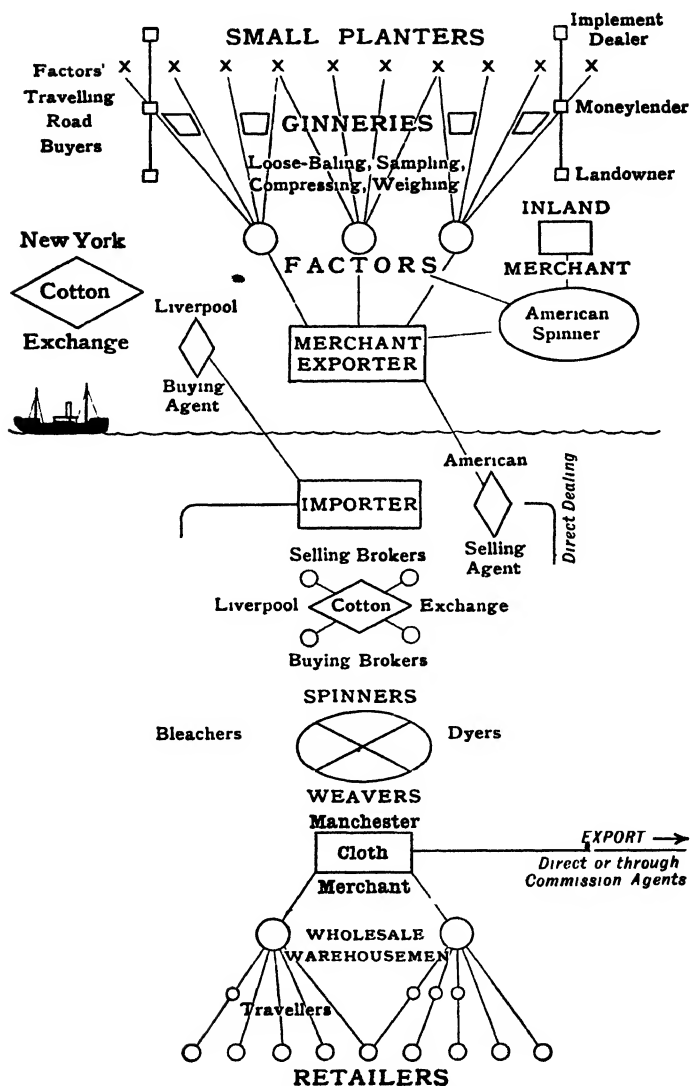 SMALL PLANTERS
Implement
Dealer
Factors'
Travelling
Road
Buyers
x x x x x x x x x x
GINNERIES
Moneylender
Loose-Baling, Sampling,
Compressing, Weighing
Landowner
INLAND
MERCHANT
New York
Cotton
Exchange
FACTORS
American
Spinner
Liverpool
Buying
Agent
MERCHANT
EXPORTER
American
Selling
Agent
Direct Dealing
IMPORTER
Selling Brokers
Liverpool Cotton Exchange
Buying Brokers
SPINNERS
Bleachers
Dyers
WEAVERS
Manchester
Cloth
Merchant
EXPORT
Direct or through
Commission Agents
WHOLESALE
WAREHOUSEMEN
Travellers
RETAILERS